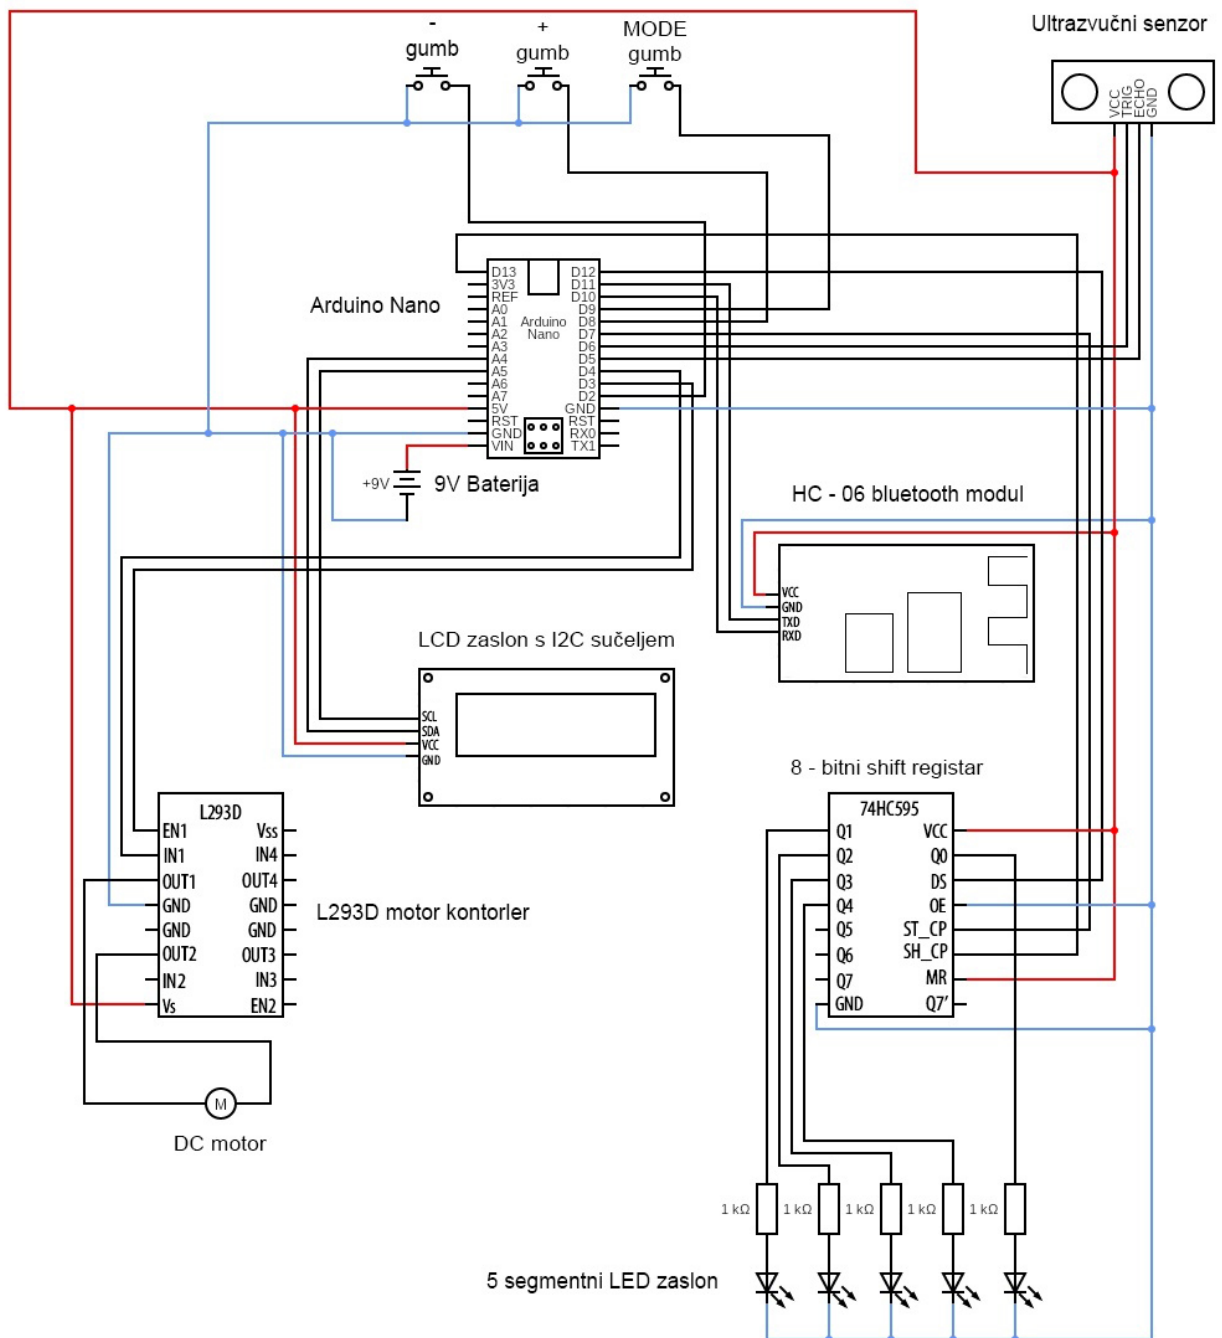 -
gumb
+
gumb
MODE
gumb
Ultrazvučni senzor
VCC
TRIG
ECHO
GND
Arduino Nano
Arduino
Nano
D13
3V3
REF
A0
A1
A2
A3
A4
A5
A6
A7
5V
RST
GND
VIN
D12
D11
D10
D9
D8
D7
D6
D5
D4
D3
D2
GND
RST
RX0
TX1
+9V
9V Baterija
HC - 06 bluetooth modul
VCC
GND
TXD
RXD
LCD zaslon s I2C sučeljem
SCL
SDA
VCC
GND
8 - bitni shift registar
L293D
EN1
IN1
OUT1
GND
GND
OUT2
IN2
Vs
Vss
IN4
OUT4
GND
GND
OUT3
IN3
EN2
L293D motor kontorler
M
DC motor
74HC595
Q1
Q2
Q3
Q4
Q5
Q6
Q7
GND
VCC
Q0
DS
OE
ST_CP
SH_CP
MR
Q7'
1 kΩ
1 kΩ
1 kΩ
1 kΩ
1 kΩ
5 segmentni LED zaslon